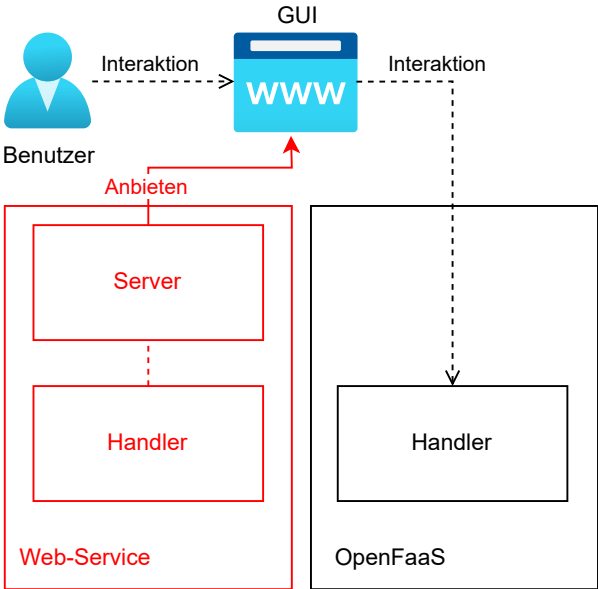 GUI
Interaktion
Interaktion
www
Benutzer
Anbieten
Server
Handler
Handler
Web-Service
OpenFaaS